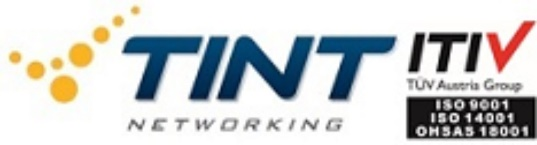 TINT
NETWORKING
ITIV
TÜV Austria Group
ISO 9001
ISO 14001
OHSAS 18001